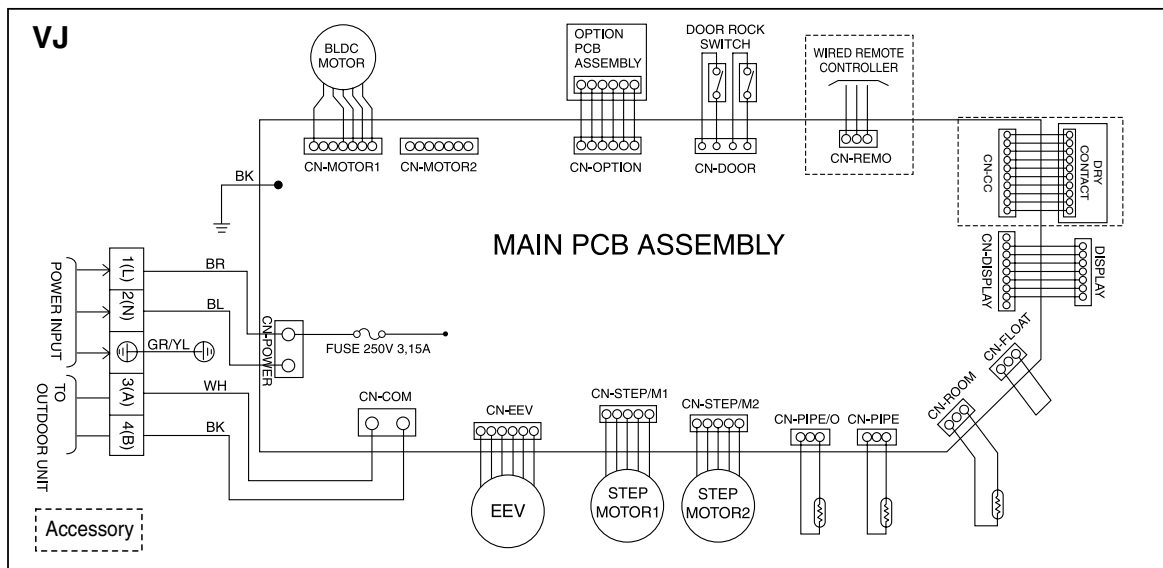 VJ
BLDC
MOTOR
OPTION
PCB
ASSEMBLY
DOOR ROCK
SWITCH
WIRED REMOTE
CONTROLLER
CN-MOTOR1
CN-MOTOR2
CN-OPTION
CN-DOOR
CN-REMO
CN-CC
DRY
CONTACT
BK
MAIN PCB ASSEMBLY
CN-DISPLAY
DISPLAY
POWER INPUT
1(L)
BR
2(N)
BL
GR/YL
CN-POWER
FUSE 250V 3,15A
CN-FLOAT
CN-ROOM
TO
OUTDOOR UNIT
3(A)
WH
4(B)
BK
CN-COM
CN-EEV
CN-STEP/M1
CN-STEP/M2
CN-PIPE/O
CN-PIPE
EEV
STEP
MOTOR1
STEP
MOTOR2
Accessory